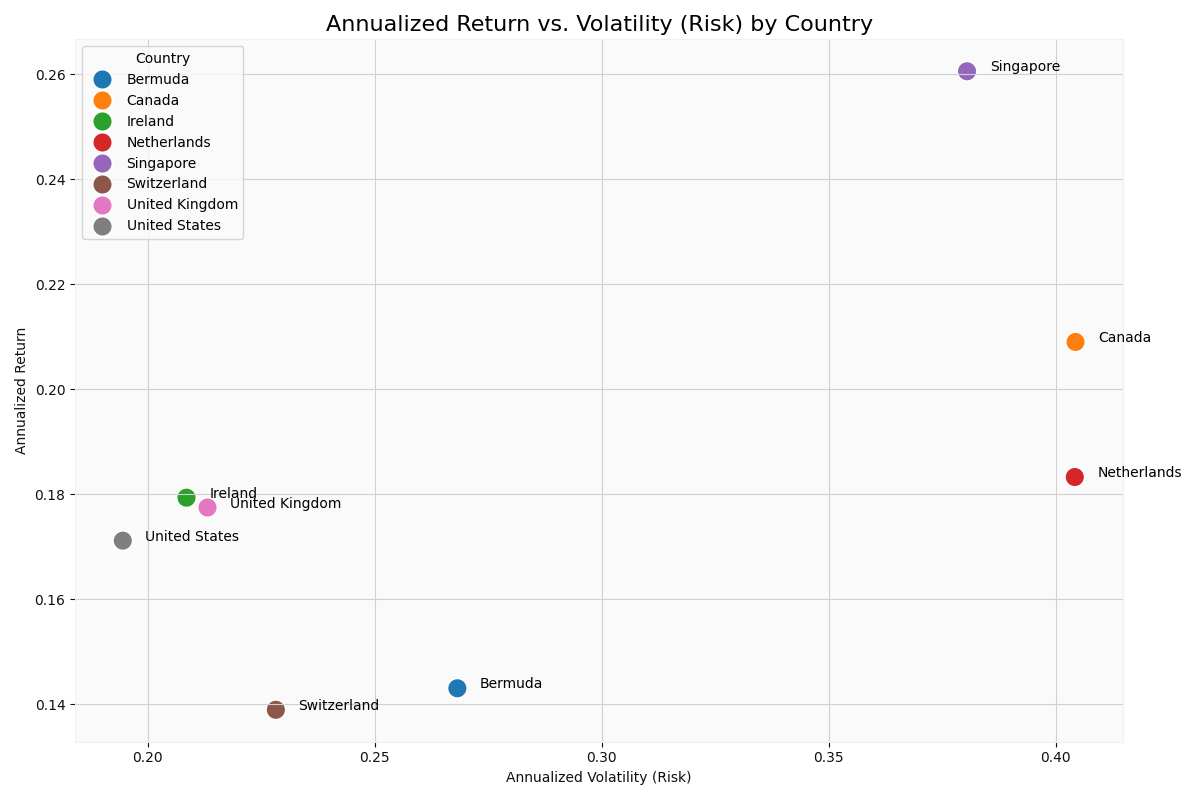 Annualized Return vs. Volatility (Risk) by Country
Country
Bermuda
Canada
Ireland
Netherlands
Singapore
Switzerland
United Kingdom
United States
Singapore
Canada
Netherlands
Ireland
United Kingdom
United States
Bermuda
Switzerland
0.26
0.24
0.22
0.20
0.18
0.16
0.14
Annualized Return
0.20
0.25
0.30
0.35
0.40
Annualized Volatility (Risk)